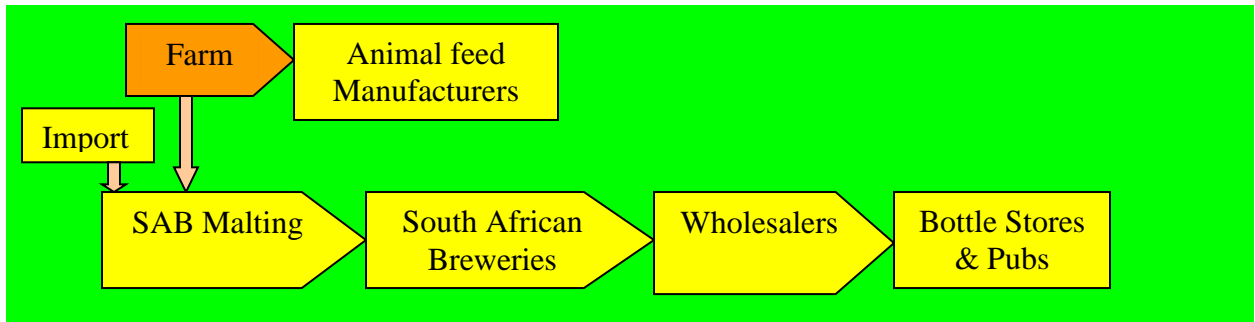 Farm
Animal feed
Manufacturers
Import
SAB Malting
South African
Breweries
Wholesalers
Bottle Stores
& Pubs